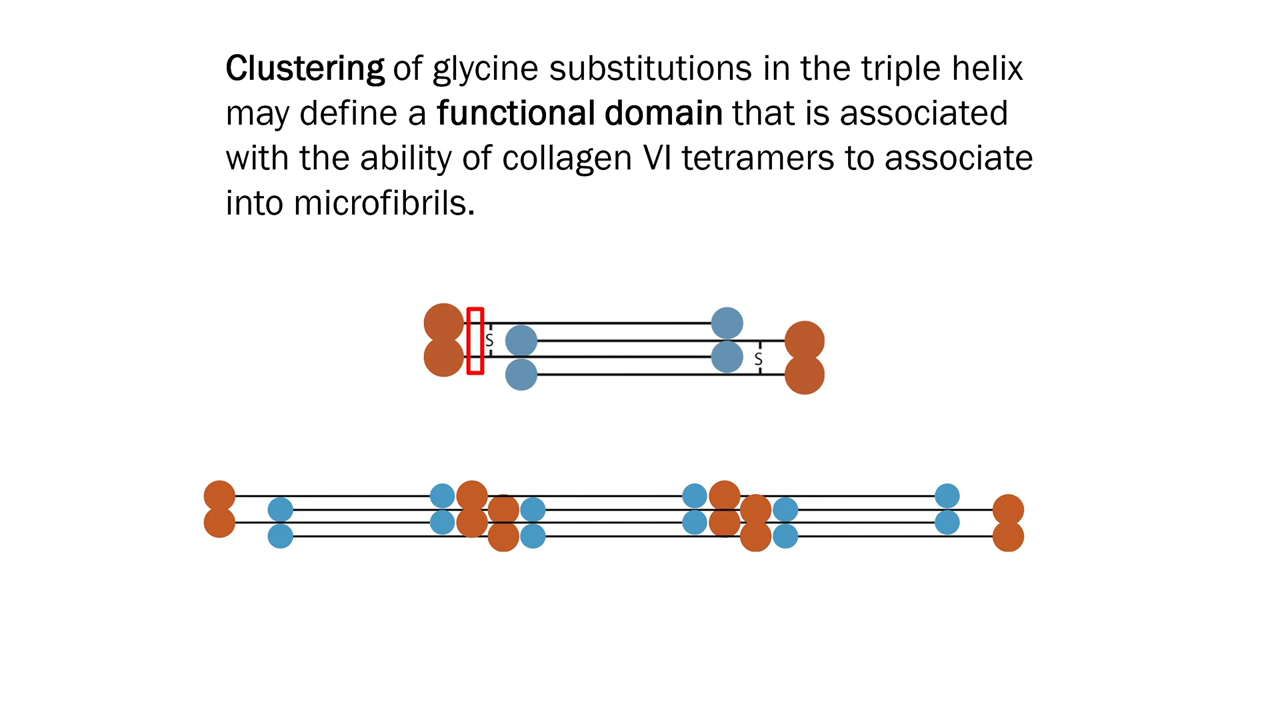 Clustering of glycine substitutions in the triple helix
may define a functional domain that is associated
with the ability of collagen VI tetramers to associate
into microfibrils.
S
S